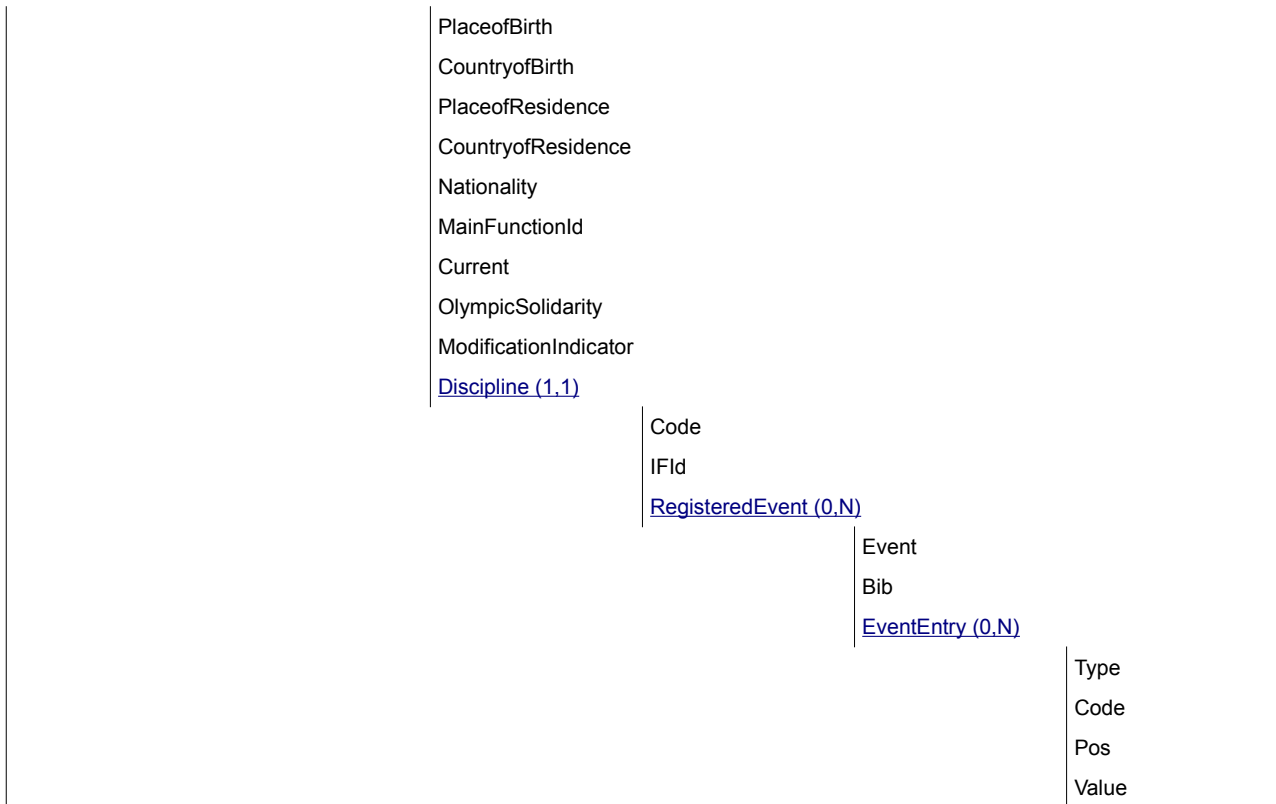 PlaceofBirth
CountryofBirth
PlaceofResidence
CountryofResidence
Nationality
MainFunctionId
Current
OlympicSolidarity
ModificationIndicator
Discipline (1,1)
Code
IFId
RegisteredEvent (0,N)
Event
Bib
EventEntry (0,N)
Type
Code
Pos
Value